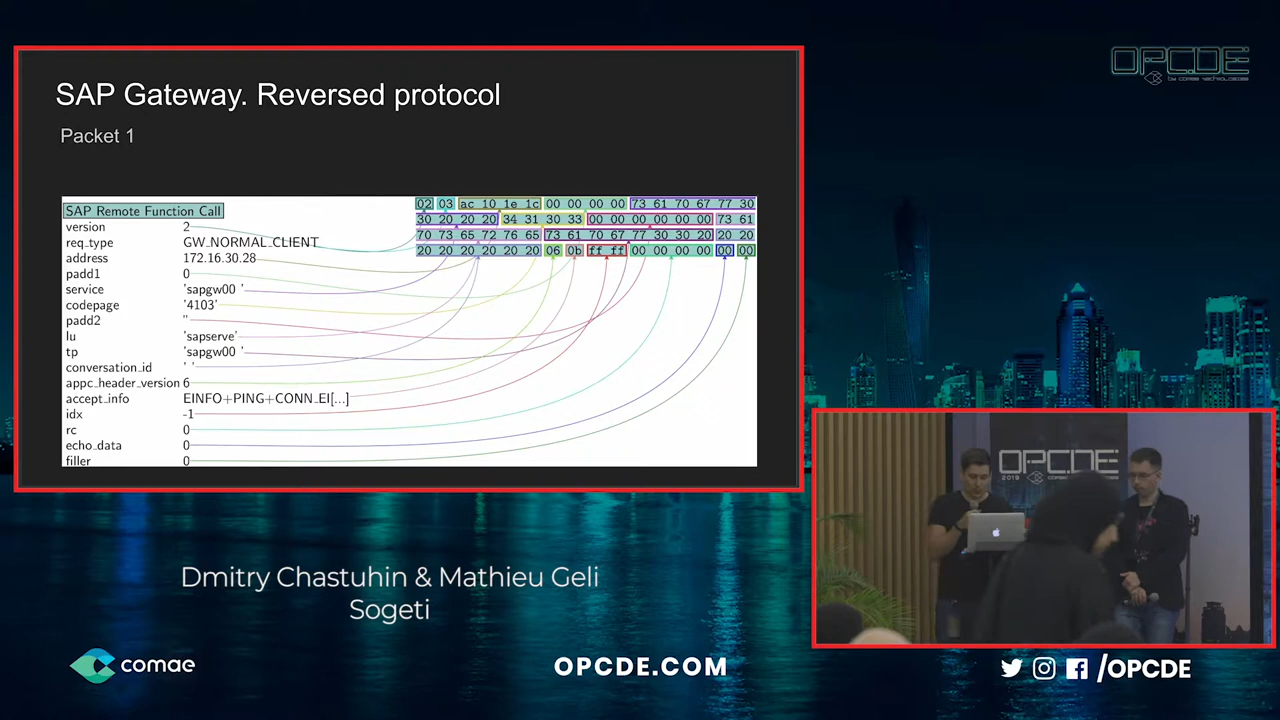 OPCDE
by comae technologies
SAP Gateway. Reversed protocol
Packet 1
SAP Remote Function Call
version 2
req_type GW_NORMAL_CLIENT
address 172.16.30.28
padd1 0
service 'sapgw00 '
codepage '4103'
padd2 ''
lu 'sapserve'
tp 'sapgw00 '
conversation_id ' '
appc_header_version 6
accept_info EINFO+PING+CONN_EI[...]
idx -1
rc 0
echo_data 0
filler 0
02 03 ac 10 1e 1c 00 00 00 00 73 61 70 67 77 30
30 20 20 20 34 31 30 33 00 00 00 00 00 00 73 61
70 73 65 72 76 65 73 61 70 67 77 30 30 20 20 20
20 20 20 20 20 20 06 0b ff ff 00 00 00 00 00 00
OPCDE
2019
Dmitry Chastuhin & Mathieu Geli
Sogeti
comae
OPCDE.COM
/OPCDE